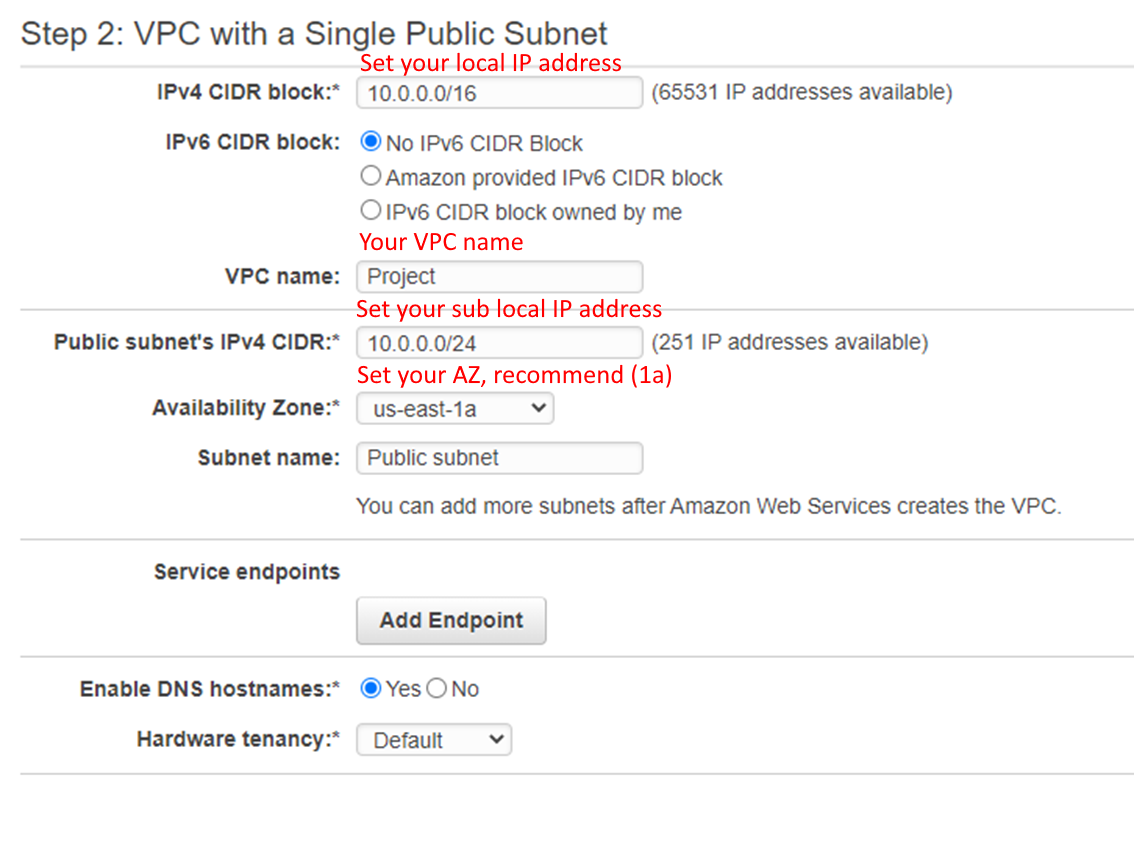 Step 2: VPC with a Single Public Subnet
Set your local IP address
IPv4 CIDR block:* 10.0.0.0/16 (65531 IP addresses available)
IPv6 CIDR block: No IPv6 CIDR Block
Amazon provided IPv6 CIDR block
IPv6 CIDR block owned by me
Your VPC name
VPC name: Project
Set your sub local IP address
Public subnet's IPv4 CIDR:* 10.0.0.0/24 (251 IP addresses available)
Set your AZ, recommend (1a)
Availability Zone:* us-east-1a
Subnet name: Public subnet
You can add more subnets after Amazon Web Services creates the VPC.
Service endpoints
Add Endpoint
Enable DNS hostnames:* Yes No
Hardware tenancy:* Default